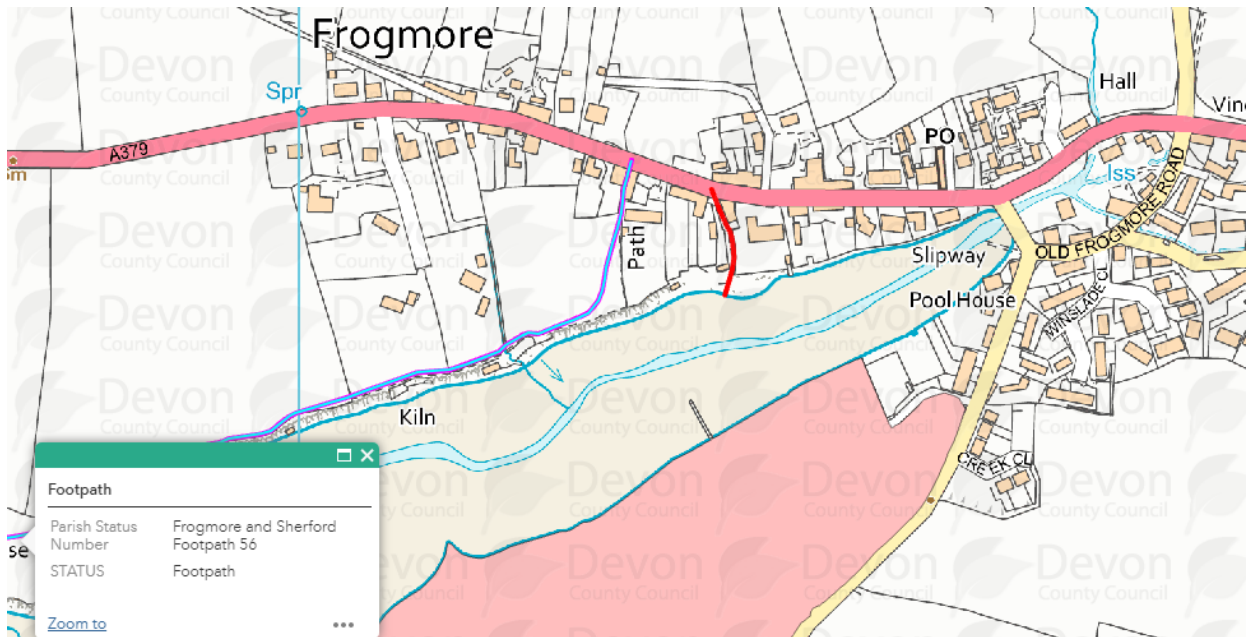 Frogmore
Spr
A379
Hall
PO
Iss
Path
Slipway
OLD FROGMORE ROAD
Pool House
WINSLADE CL
Kiln
CREEK CL
Footpath
Parish Status Number Frogmore and Sherford Footpath 56
STATUS Footpath
Zoom to
Devon
County Council